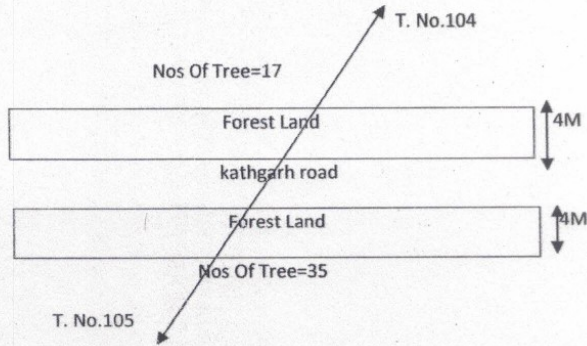 T. No.104
Nos Of Tree=17
Forest Land
4M
kathgarh road
Forest Land
4M
Nos Of Tree=35
T. No.105